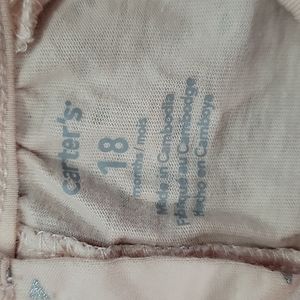 carter's
18
months / mois
Made in Cambodia
Fabriqué au Cambodge
Hecho en Camboya